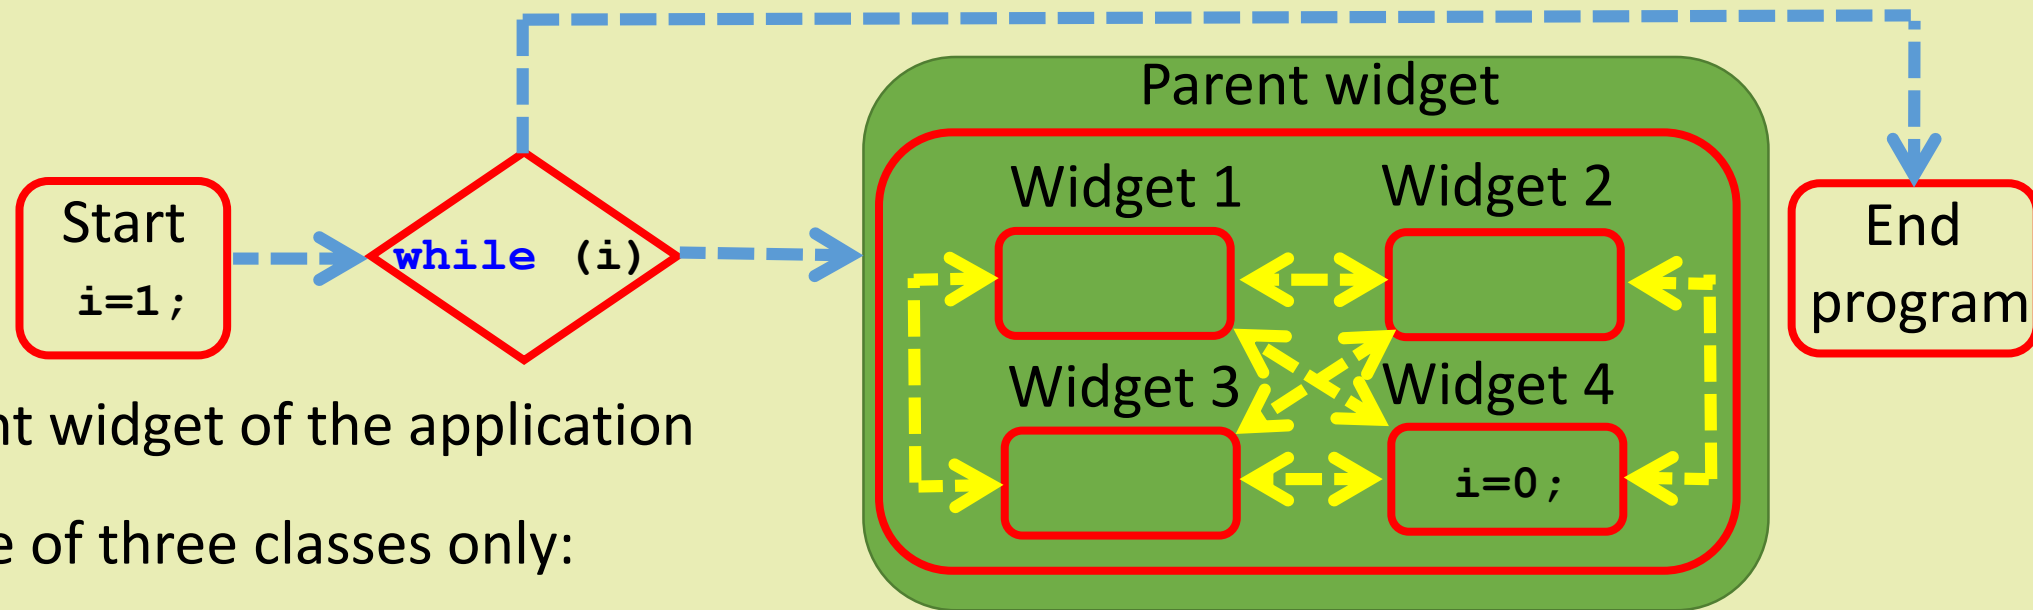 Parent widget
Start
i=1;
while (i)
Widget 1
Widget 2
Widget 3
Widget 4
i=0;
End
program
widget of the application
of three classes only: